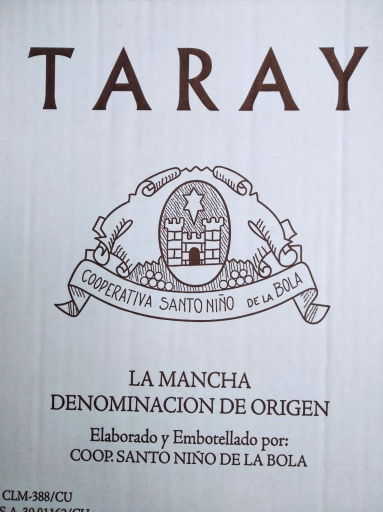 TARAY
COOPERATIVA SANTO NIÑO DE LA BOLA
LA MANCHA
DENOMINACION DE ORIGEN
Elaborado y Embotellado por:
COOP. SANTO NIÑO DE LA BOLA
CLM-388/CU